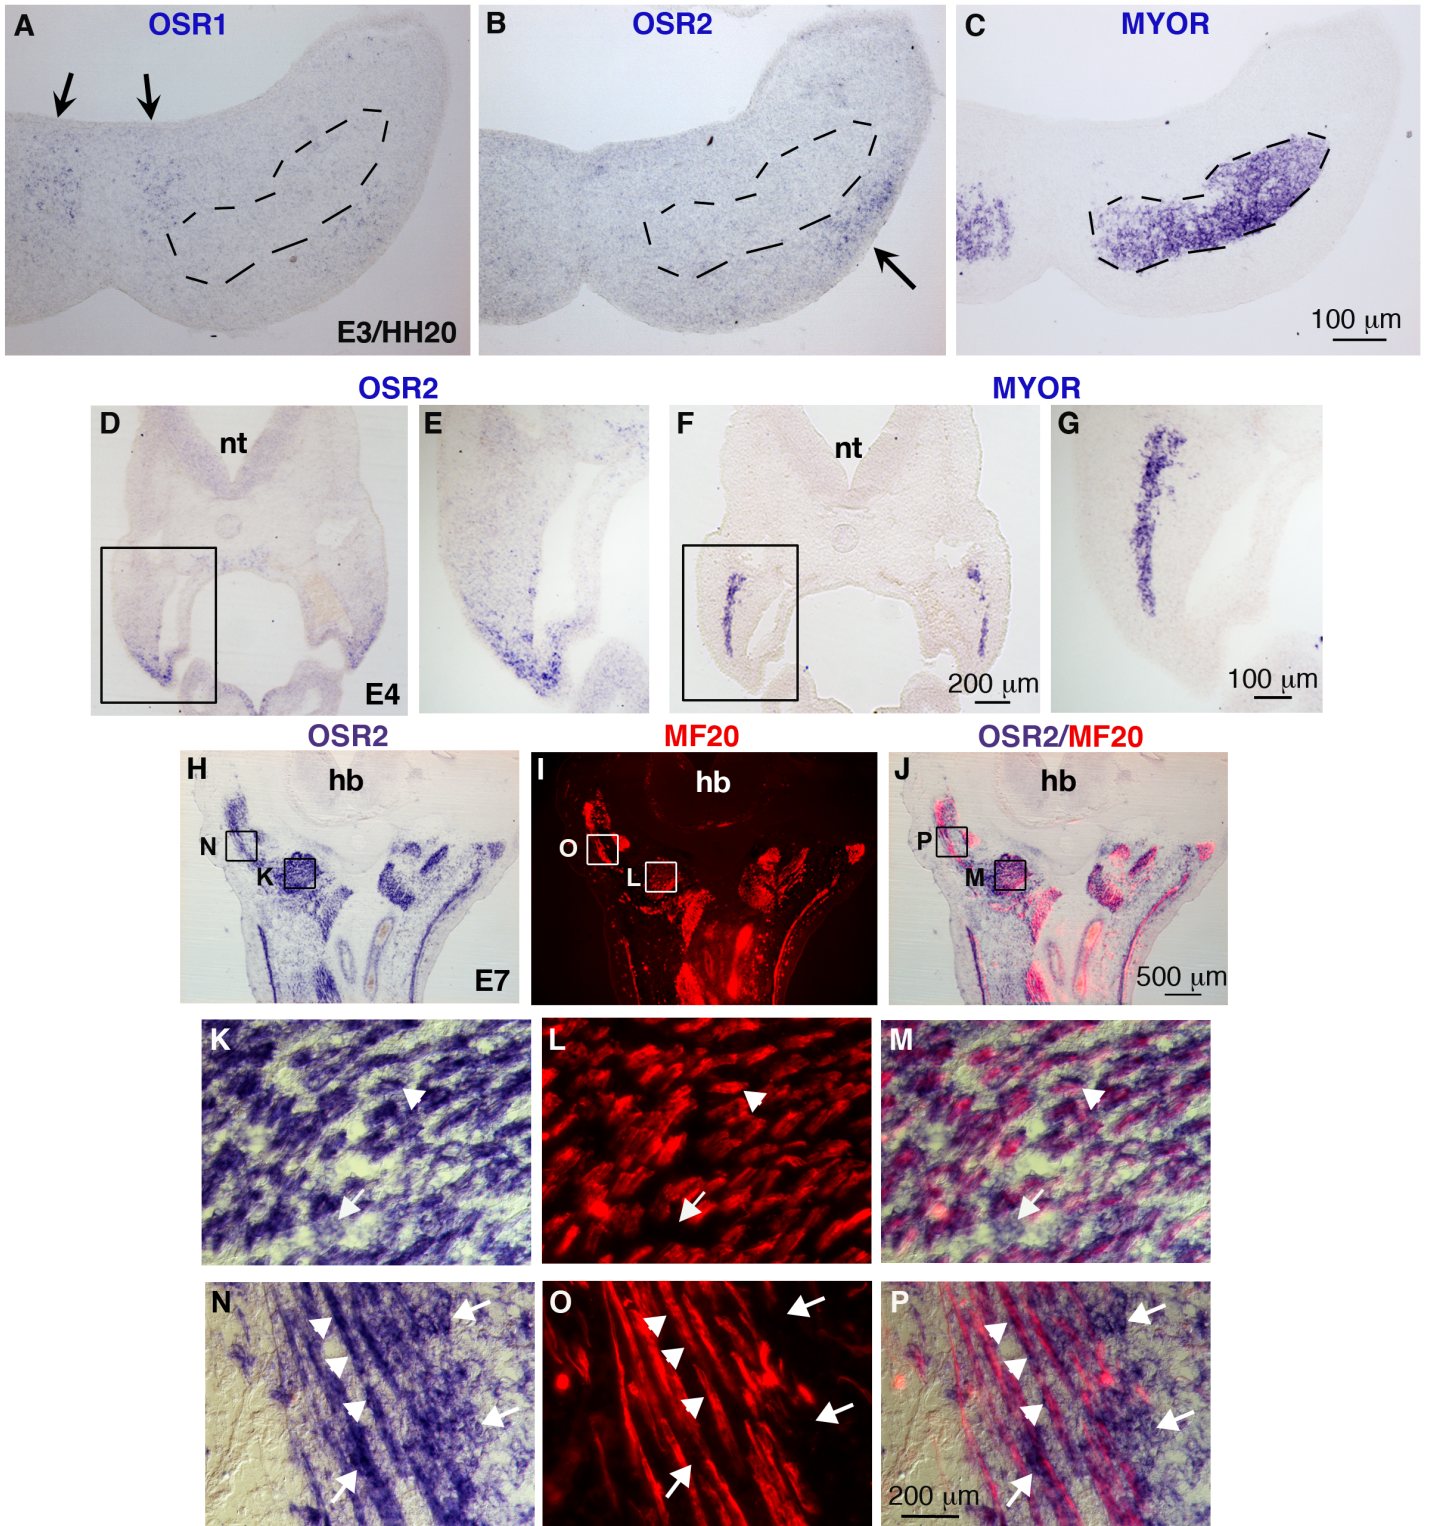 A OSR1
B OSR2
C MYOR
E3/HH20
100 µm
OSR2 MYOR
D nt
E
F nt
G
E4
200 µm
100 µm
OSR2 MF20 OSR2/MF20
H hb
I hb
J hb
N
K
O
L
P
M
E7
500 µm
K L M
N O P
200 µm